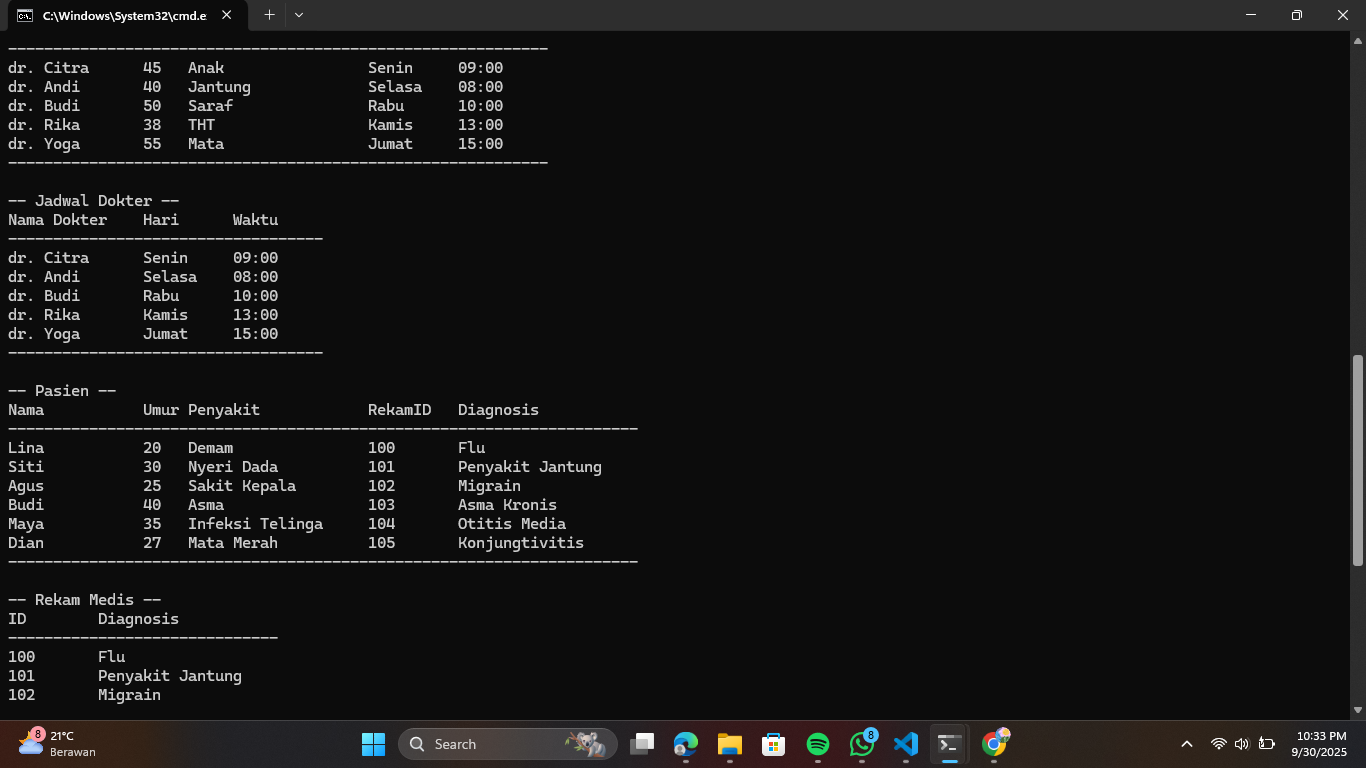 C:\Windows\System32\cmd.e
------------------------------------------------------------
dr. Citra      45   Anak                Senin     09:00
dr. Andi       40   Jantung             Selasa    08:00
dr. Budi       50   Saraf               Rabu      10:00
dr. Rika       38   THT                 Kamis     13:00
dr. Yoga       55   Mata                Jumat     15:00
------------------------------------------------------------
-- Jadwal Dokter --
Nama Dokter    Hari      Waktu
-----------------------------------
dr. Citra      Senin     09:00
dr. Andi       Selasa    08:00
dr. Budi       Rabu      10:00
dr. Rika       Kamis     13:00
dr. Yoga       Jumat     15:00
-----------------------------------
-- Pasien --
Nama           Umur Penyakit            RekamID   Diagnosis
----------------------------------------------------------------------
Lina           20   Demam               100       Flu
Siti           30   Nyeri Dada          101       Penyakit Jantung
Agus           25   Sakit Kepala        102       Migrain
Budi           40   Asma                103       Asma Kronis
Maya           35   Infeksi Telinga     104       Otitis Media
Dian           27   Mata Merah          105       Konjungtivitis
----------------------------------------------------------------------
-- Rekam Medis --
ID        Diagnosis
------------------------------
100       Flu
101       Penyakit Jantung
102       Migrain
8
21°C
Berawan
Search
8
10:33 PM
9/30/2025